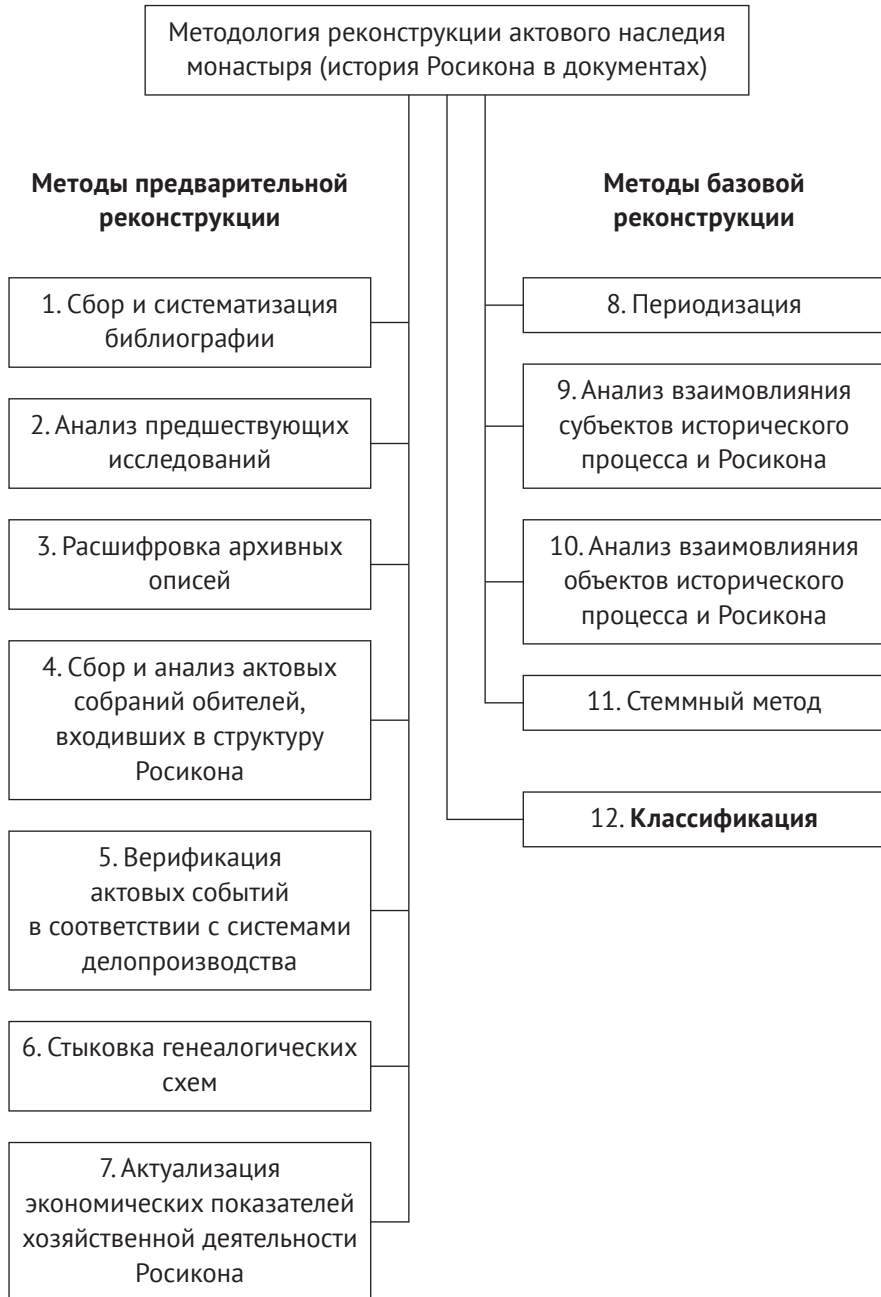 Методология реконструкции актового наследия
монастыря (история Росикона в документах)
Методы предварительной
реконструкции
1. Сбор и систематизация
библиографии
2. Анализ предшествующих
исследований
3. Расшифровка архивных
описей
4. Сбор и анализ актовых
собраний обителей,
входивших в структуру
Росикона
5. Верификация
актовых событий
в соответствии с системами
делопроизводства
6. Стыковка генеалогических
схем
7. Актуализация
экономических показателей
хозяйственной деятельности
Росикона
Методы базовой
реконструкции
8. Периодизация
9. Анализ взаимовлияния
субъектов исторического
процесса и Росикона
10. Анализ взаимовлияния
объектов исторического
процесса и Росикона
11. Стеммный метод
12. Классификация